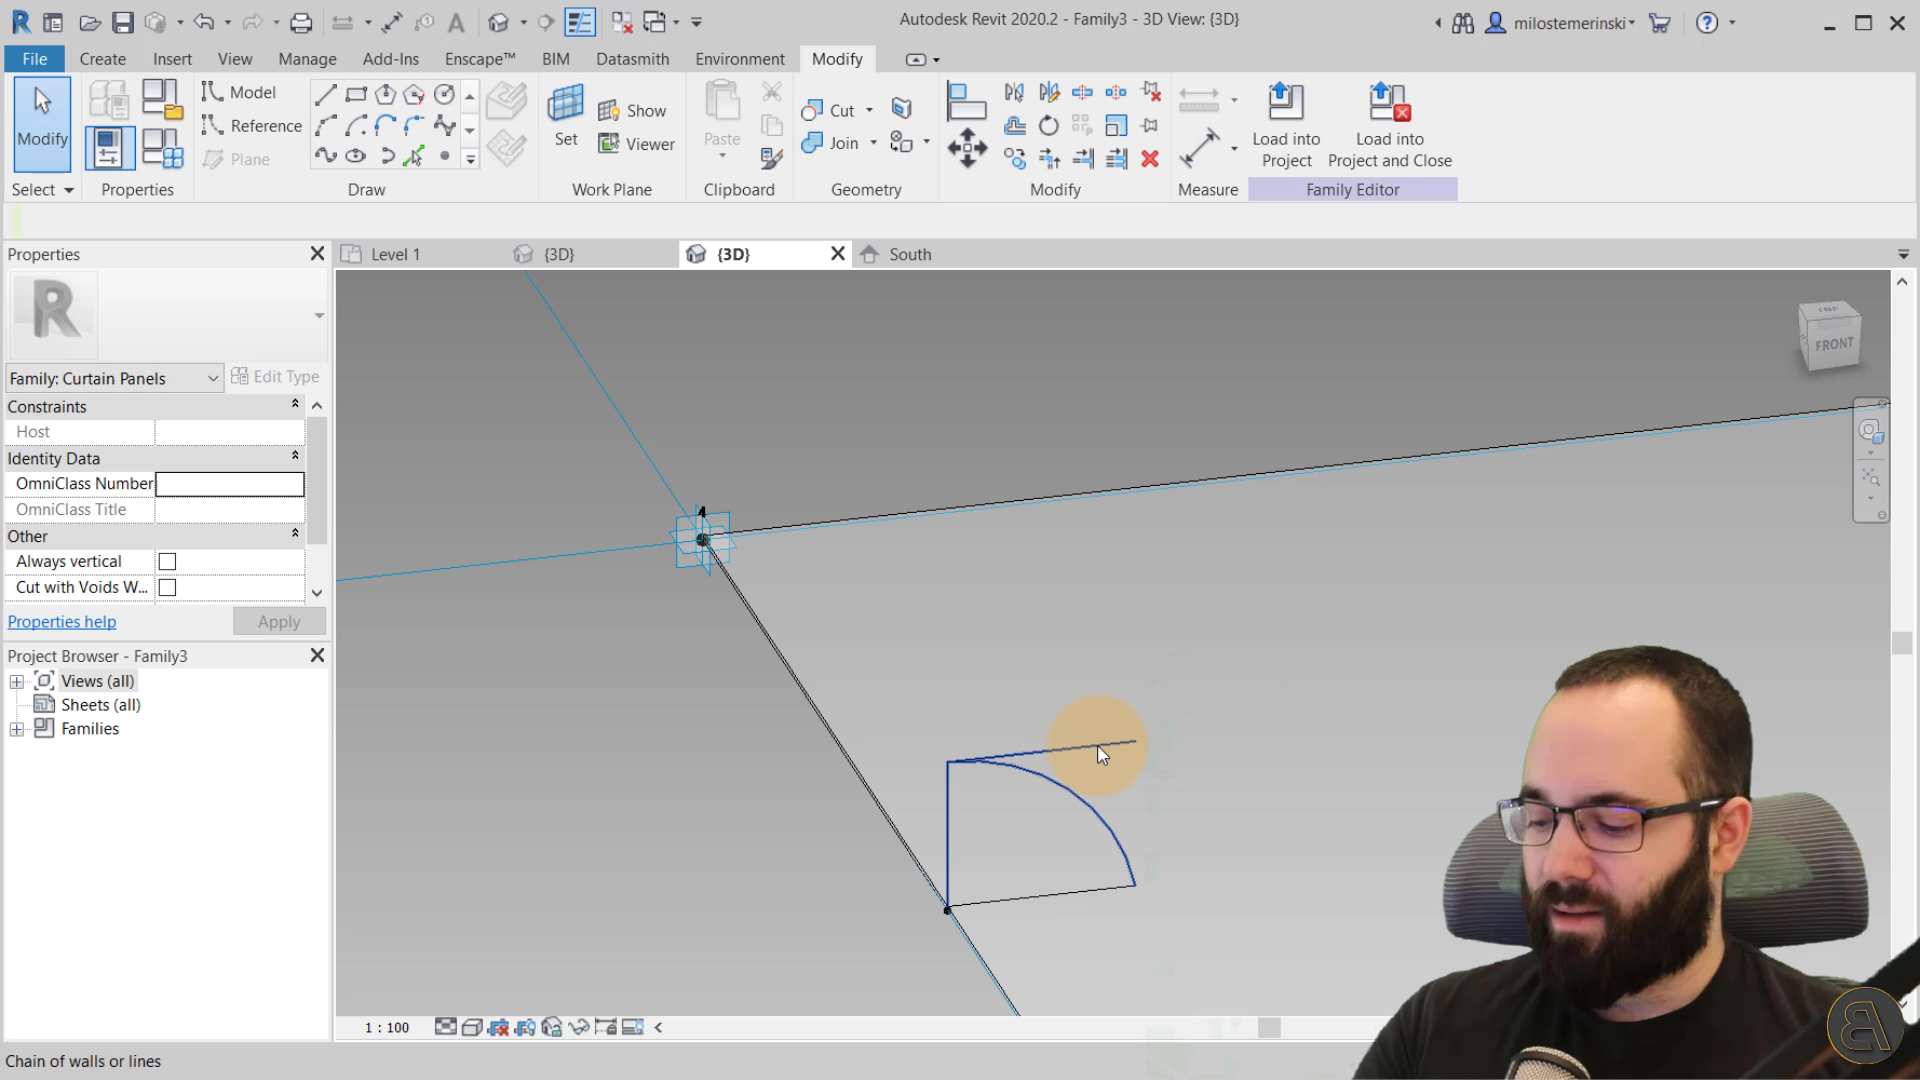 Autodesk Revit 2020.2 - Family3 - 3D View: {3D}
milostemerinski
File
Create
Insert
View
Manage
Add-Ins
Enscape™
BIM
Datasmith
Environment
Modify
Modify
Model
Reference
Plane
Set
Show
Viewer
Paste
Cut
Join
Load into
Project
Load into
Project and Close
Select
Properties
Draw
Work Plane
Clipboard
Geometry
Modify
Measure
Family Editor
Properties
Level 1
{3D}
{3D}
South
Family: Curtain Panels
Edit Type
Constraints
Host
Identity Data
OmniClass Number
OmniClass Title
Other
Always vertical
Cut with Voids W...
Properties help
Apply
Project Browser - Family3
Views (all)
Sheets (all)
Families
TOP
FRONT
4
1 : 100
Chain of walls or lines